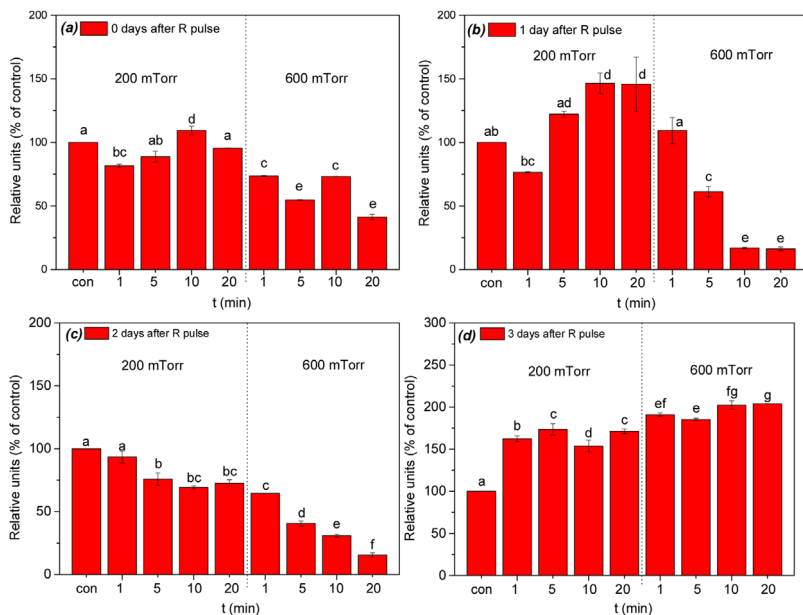 (a) 0 days after R pulse
200 mTorr 600 mTorr
Relative units (% of control)
200
150
100
50
0
a bc ab d a c e c e
con 1 5 10 20 1 5 10 20
t (min)
(b) 1 day after R pulse
200 mTorr 600 mTorr
Relative units (% of control)
200
150
100
50
0
ab bc ad d d a c e e
con 1 5 10 20 1 5 10 20
t (min)
(c) 2 days after R pulse
200 mTorr 600 mTorr
Relative units (% of control)
200
100
50
0
a a b bc bc c d e f
con 1 5 10 20 1 5 10 20
t (min)
(d) 3 days after R pulse
200 mTorr 600 mTorr
Relative units (% of control)
300
250
200
150
100
50
0
a b c d c ef e fg g
con 1 5 10 20 1 5 10 20
t (min)